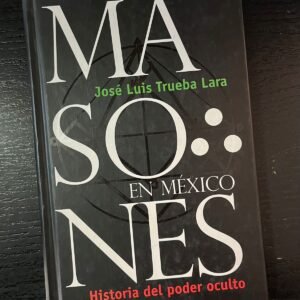 MA
José Luis Trueba Lara
SO
EN MÉXICO
NES
Historia del poder oculto